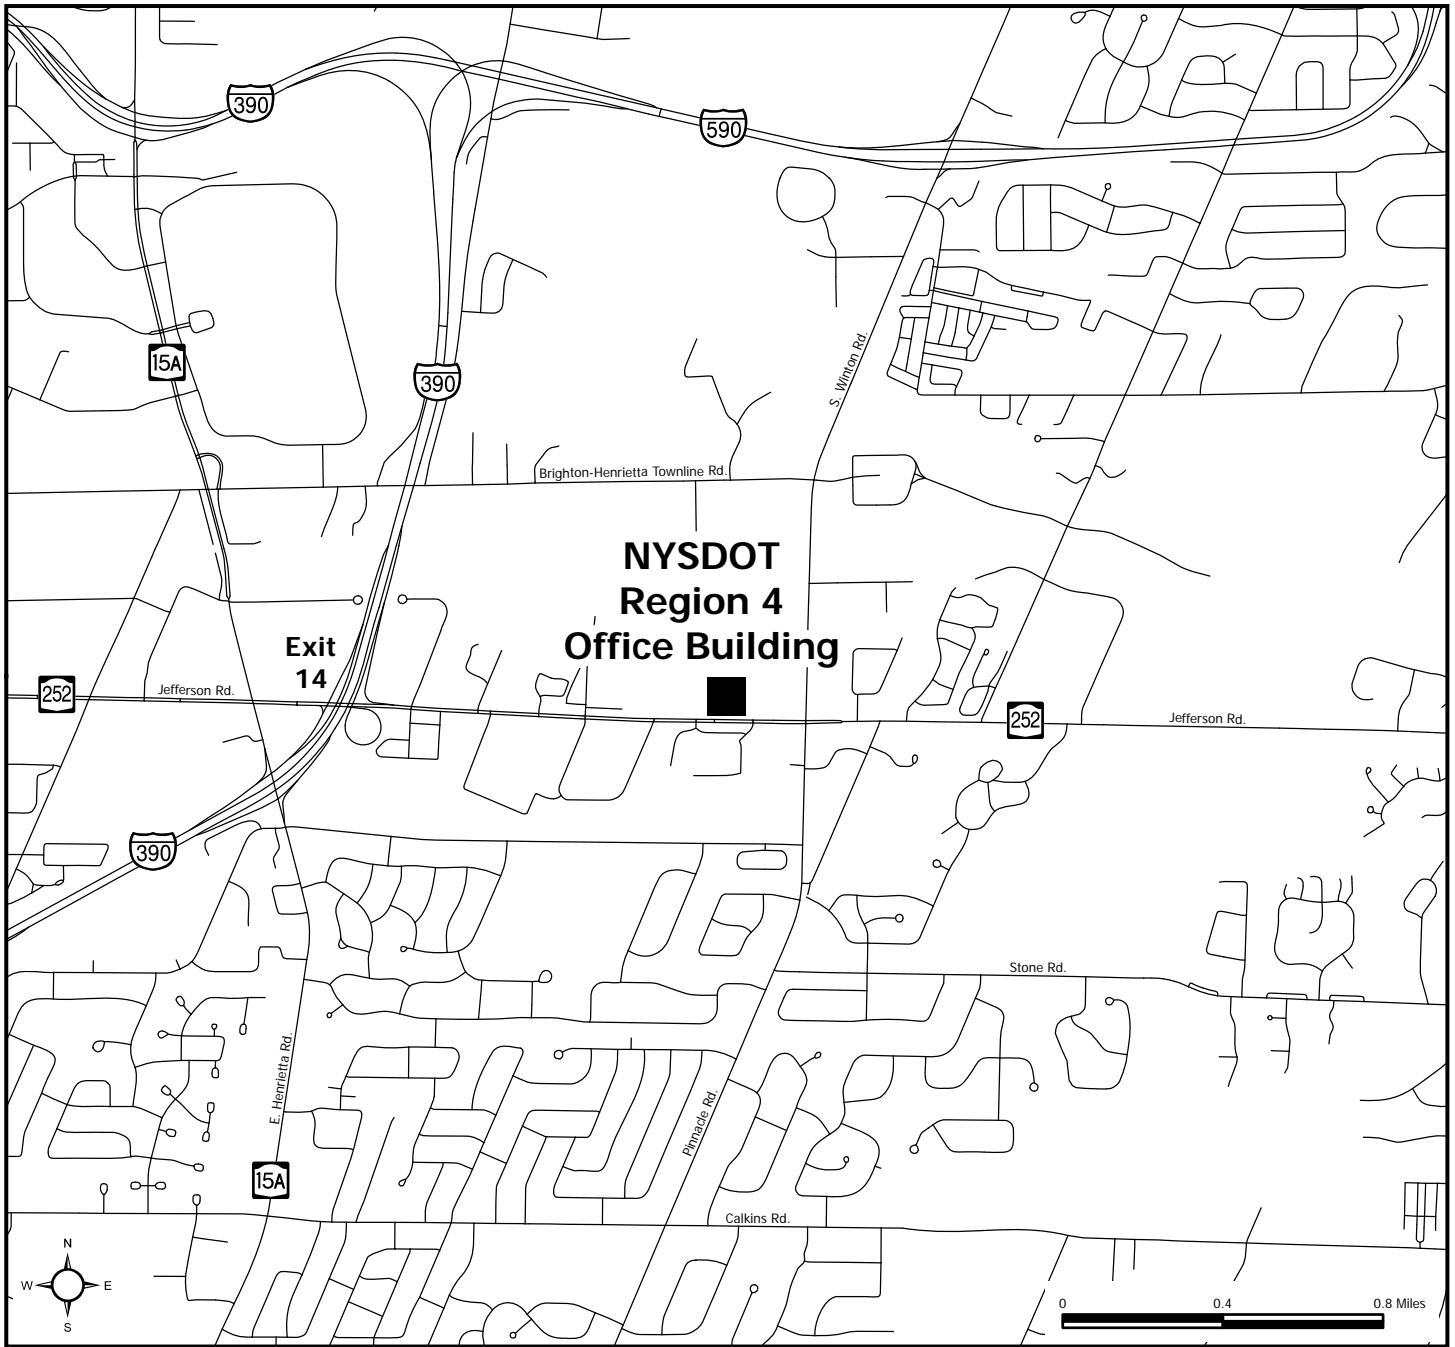 390
590
15A
390
S. Winton Rd.
Brighton-Henrietta Townline Rd.
NYSDOT
Region 4
Office Building
Exit
14
252
Jefferson Rd.
252
Jefferson Rd.
390
Stone Rd.
E. Henrietta Rd.
Pinnacle Rd.
15A
Calkins Rd.
N
W E
S
0 0.4 0.8 Miles